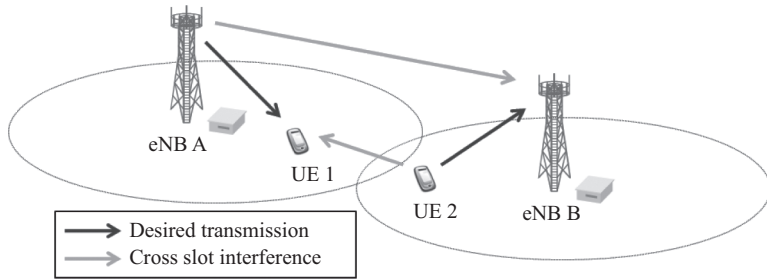 eNB A
UE 1
UE 2
eNB B
Desired transmission
Cross slot interference